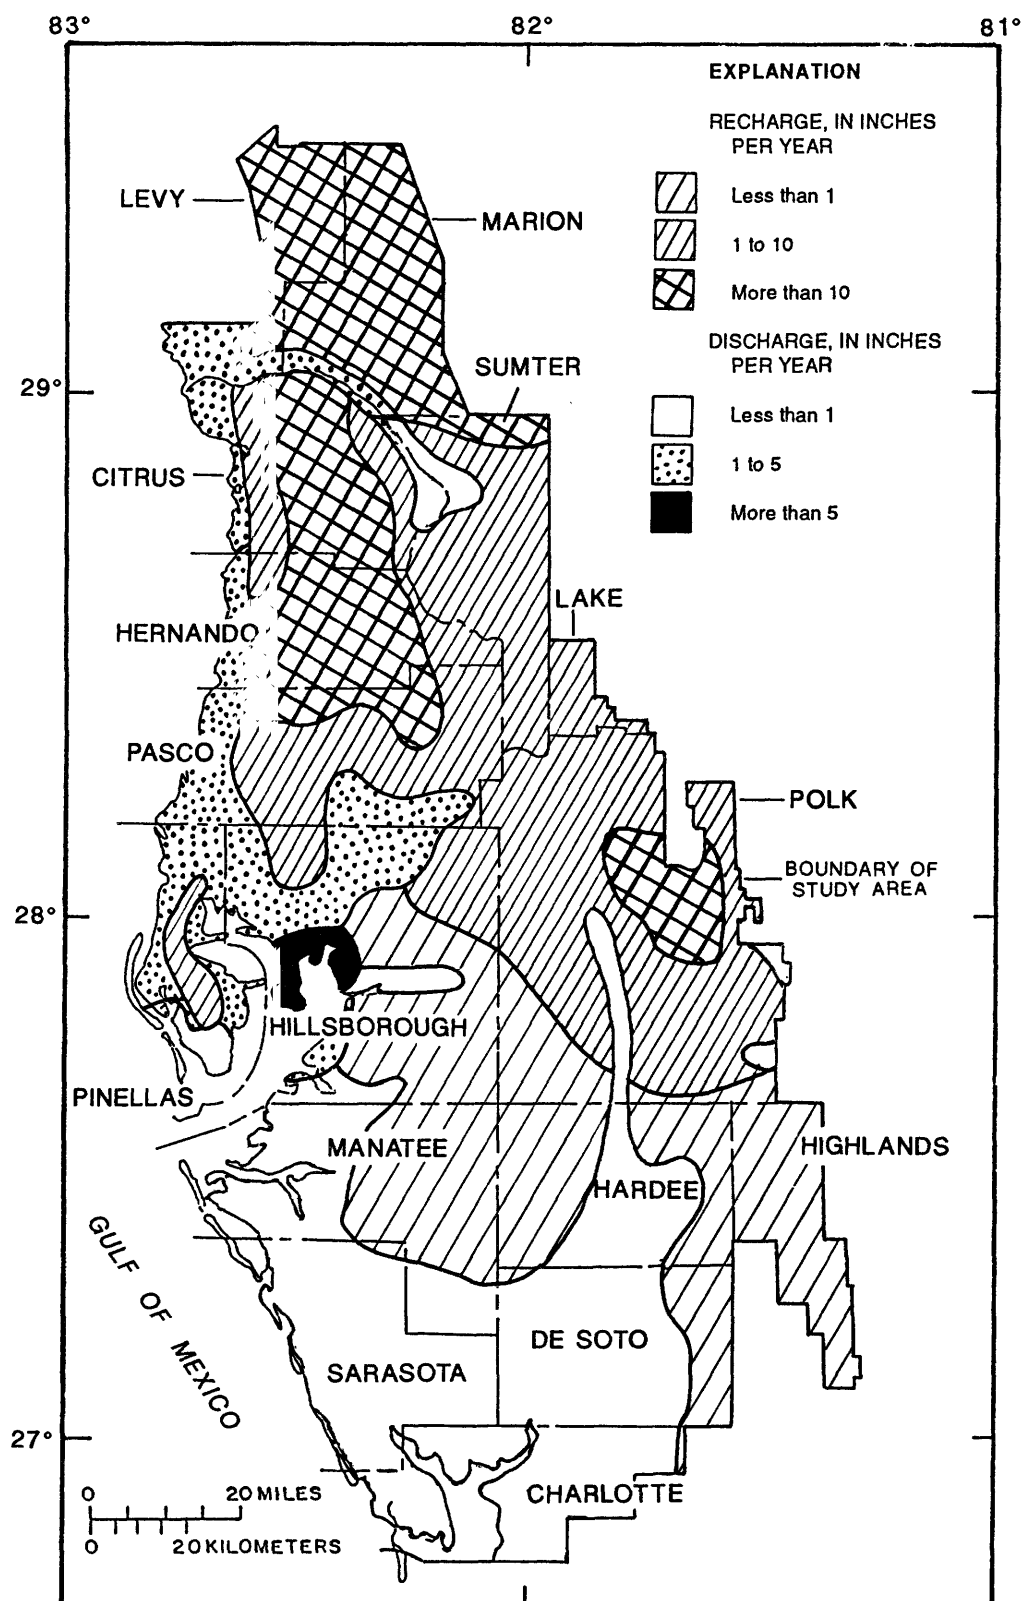 83°
82°
81°
EXPLANATION
RECHARGE, IN INCHES
PER YEAR
Less than 1
1 to 10
More than 10
DISCHARGE, IN INCHES
PER YEAR
Less than 1
1 to 5
More than 5
LEVY
MARION
SUMTER
29°
CITRUS
LAKE
HERNANDO
PASCO
POLK
BOUNDARY OF
STUDY AREA
28°
HILLSBOROUGH
PINELLAS
MANATEE
HIGHLANDS
HARDEE
GULF OF MEXICO
DE SOTO
SARASOTA
27°
CHARLOTTE
0 20 MILES
0 20 KILOMETERS